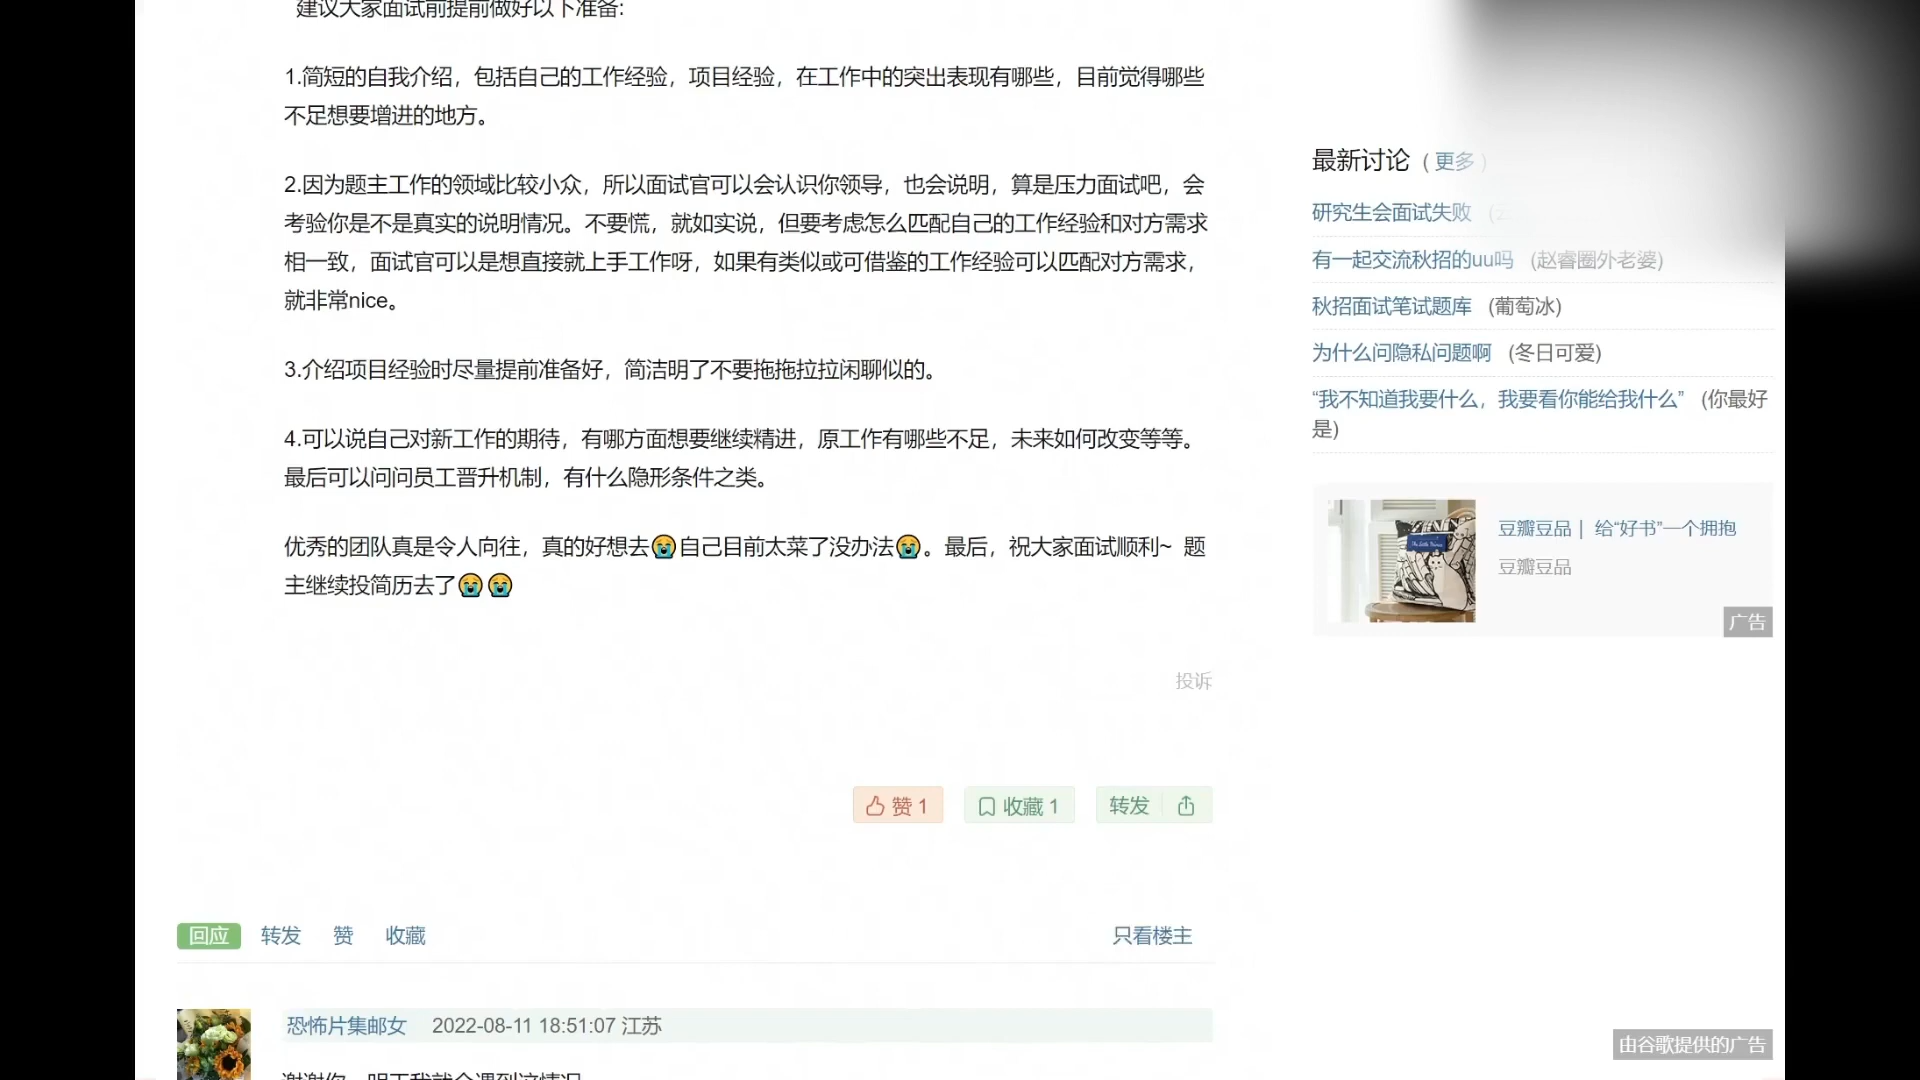 建议大家面试前提前做好以下准备:
1.简短的自我介绍，包括自己的工作经验，项目经验，在工作中的突出表现有哪些，目前觉得哪些
不足想要增进的地方。
2.因为题主工作的领域比较小众，所以面试官可以会认识你领导，也会说明，算是压力面试吧，会
考验你是不是真实的说明情况。不要慌，就如实说，但要考虑怎么匹配自己的工作经验和对方需求
相一致，面试官可以是想直接就上手工作呀，如果有类似或可借鉴的工作经验可以匹配对方需求，
就非常nice。
3.介绍项目经验时尽量提前准备好，简洁明了不要拖拖拉拉闲聊似的。
4.可以说自己对新工作的期待，有哪方面想要继续精进，原工作有哪些不足，未来如何改变等等。
最后可以问问员工晋升机制，有什么隐形条件之类。
优秀的团队真是令人向往，真的好想去😭自己目前太菜了没办法😭。最后，祝大家面试顺利~ 题
主继续投简历去了😭😭
投诉
赞 1 收藏 1 转发
回应 转发 赞 收藏 只看楼主
恐怖片集邮女 2022-08-11 18:51:07 江苏
谢谢你，明天我就会遇到这情况
最新讨论 ( 更多 )
研究生会面试失败
有一起交流秋招的uu吗 (赵睿圈外老婆)
秋招面试笔试题库 (葡萄冰)
为什么问隐私问题啊 (冬日可爱)
“我不知道我要什么，我要看你能给我什么” (你最好
是)
豆瓣豆品 | 给“好书”一个拥抱
豆瓣豆品
广告
由谷歌提供的广告